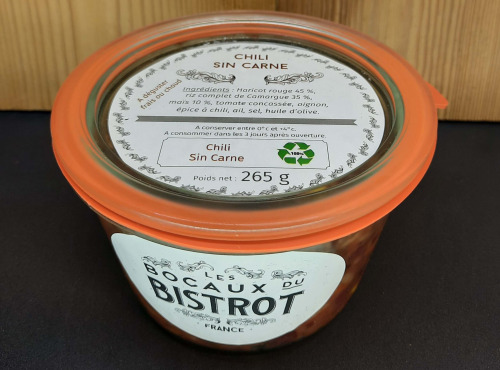 CHILI
SIN CARNE
A déguster
frais ou chaud
Ingrédients : Haricot rouge 45 %,
riz complet de Camargue 35 %,
maïs 10 %, tomate concassée, oignon,
épice à chili, ail, sel, huile d'olive.
A conserver entre 0°C et +4°C.
A consommer dans les 3 jours après ouverture.
Chili
Sin Carne
100%
Poids net : 265 g
LES
BOCAUX DU
BISTROT
FRANCE